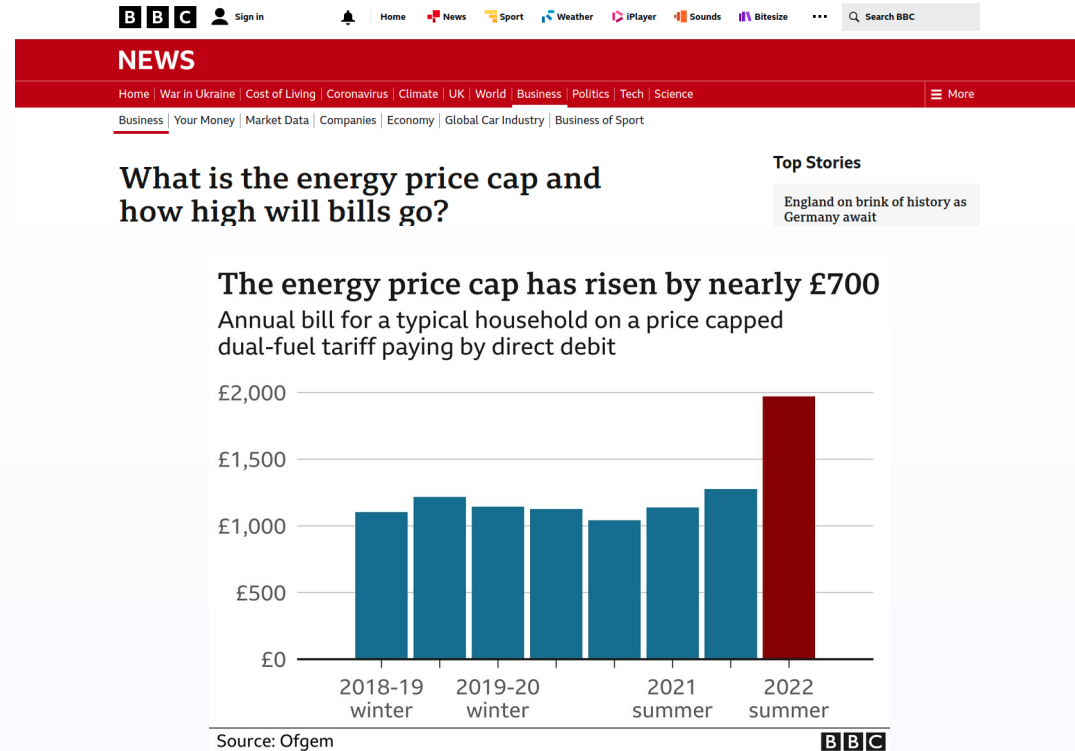 BBC Sign in Home News Sport Weather iPlayer Sounds Bitesize ••• Search BBC
NEWS
Home War in Ukraine Cost of Living Coronavirus Climate UK World Business Politics Tech Science More
Business Your Money Market Data Companies Economy Global Car Industry Business of Sport
What is the energy price cap and
how high will bills go?
Top Stories
England on brink of history as
Germany await
The energy price cap has risen by nearly £700
Annual bill for a typical household on a price capped
dual-fuel tariff paying by direct debit
£2,000
£1,500
£1,000
£500
£0
2018-19 2019-20 2021 2022
winter winter summer summer
Source: Ofgem BBC